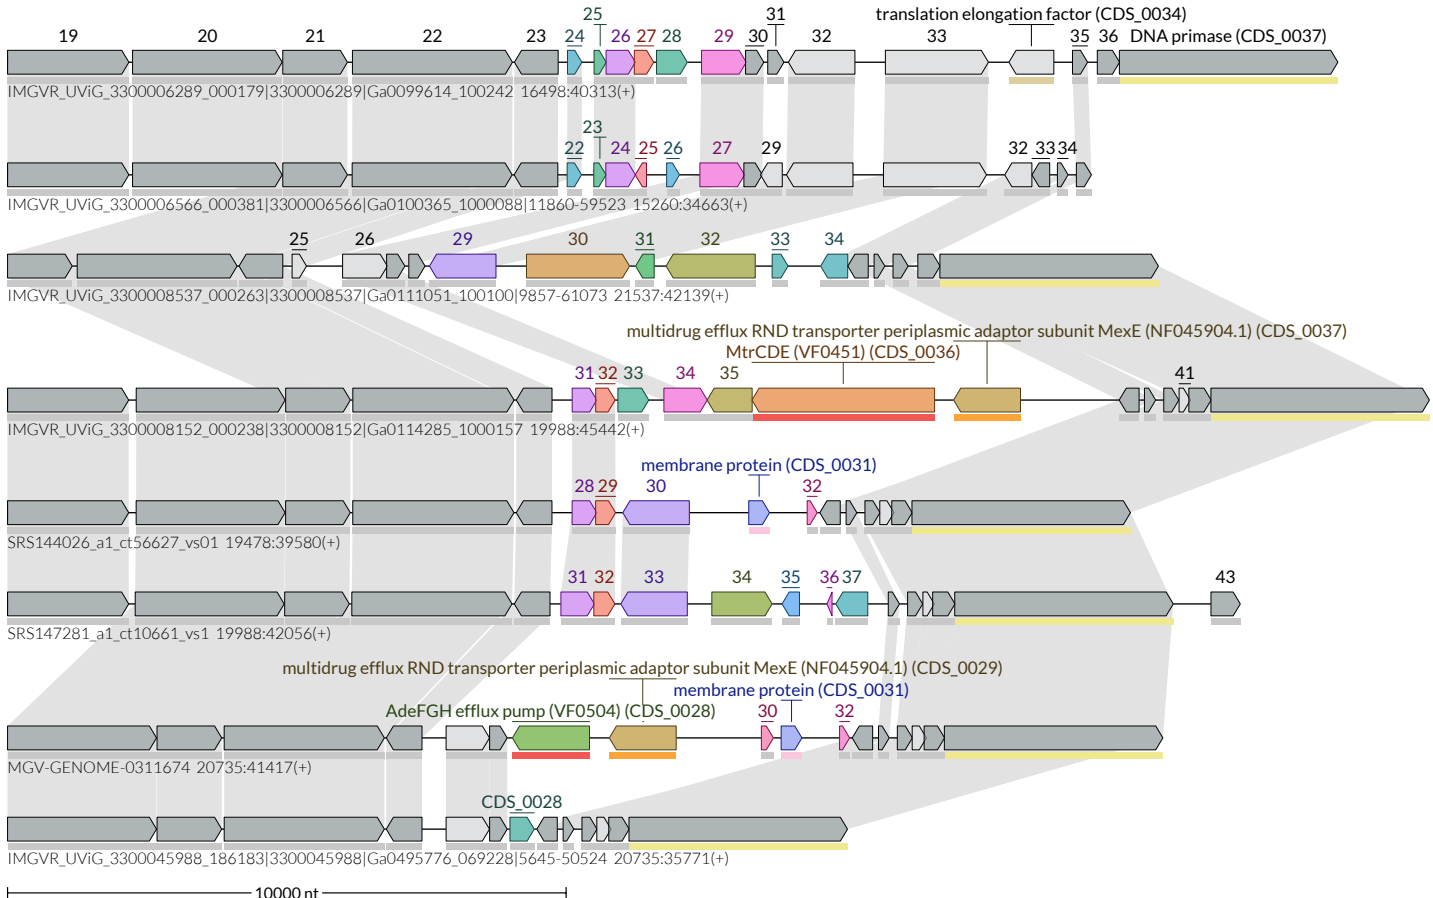 translation elongation factor (CDS_0034)
19 20 21 22 23 24 25 26 27 28 29 30 31 32 33 35 36 DNA primase (CDS_0037)
IMGVR_UViG_3300006289_000179|3300006289|Ga0099614_100242 16498:40313(+)
22 23 24 25 26 27 29 32 33 34
IMGVR_UViG_3300006566_000381|3300006566|Ga0100365_1000088|11860-59523 15260:34663(+)
25 26 29 30 31 32 33 34
IMGVR_UViG_3300008537_000263|3300008537|Ga0111051_100100|9857-61073 21537:42139(+)
multidrug efflux RND transporter periplasmic adaptor subunit MexE (NF045904.1) (CDS_0037)
MtrCDE (VF0451) (CDS_0036)
31 32 33 34 35 41
IMGVR_UViG_3300008152_000238|3300008152|Ga0114285_1000157 19988:45442(+)
membrane protein (CDS_0031)
28 29 30 32
SRS144026_a1_ct56627_vs01 19478:39580(+)
31 32 33 34 35 36 37 43
SRS147281_a1_ct10661_vs1 19988:42056(+)
multidrug efflux RND transporter periplasmic adaptor subunit MexE (NF045904.1) (CDS_0029)
membrane protein (CDS_0031)
AdeFGH efflux pump (VF0504) (CDS_0028) 30 32
MGV-GENOME-0311674 20735:41417(+)
CDS_0028
IMGVR_UViG_3300045988_186183|3300045988|Ga0495776_069228|5645-50524 20735:35771(+)
10000 nt